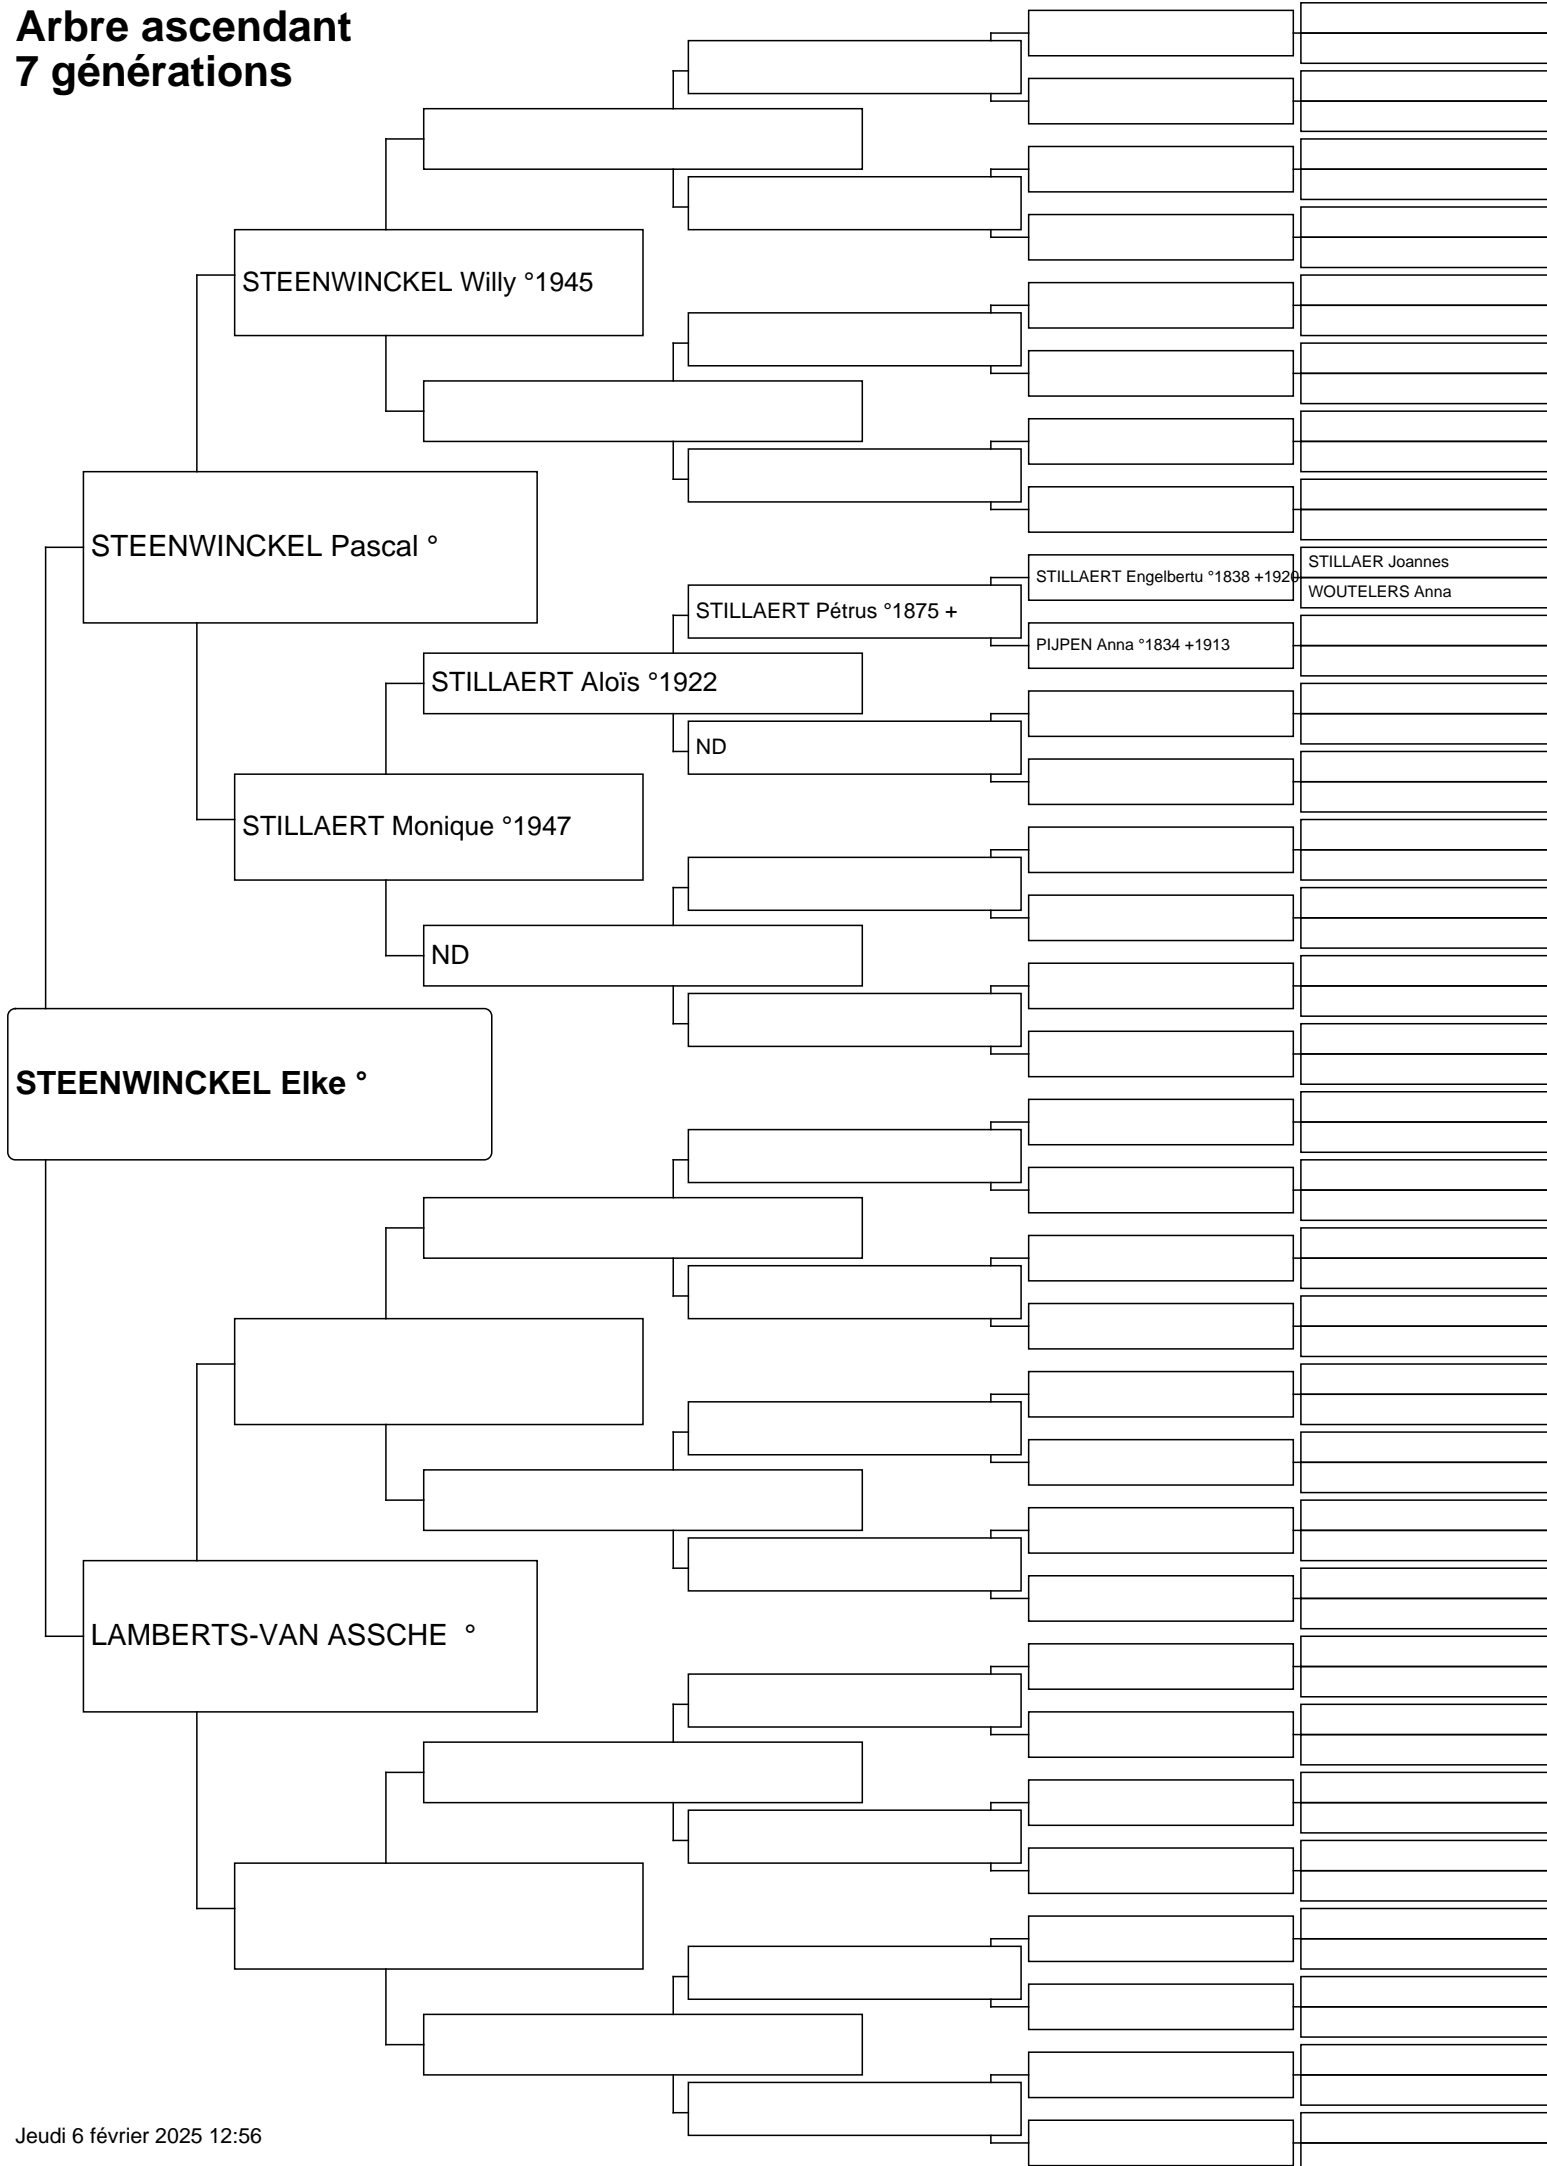 Arbre ascendant
7 générations
STEENWINCKEL Willy °1945
STEENWINCKEL Pascal °
STILLAERT Engelbertu °1838 +1920
STILLAER Joannes
WOUTELERS Anna
STILLAERT Pétrus °1875 +
PIJPEN Anna °1834 +1913
STILLAERT Aloïs °1922
ND
STILLAERT Monique °1947
ND
STEENWINCKEL Elke °
LAMBERTS-VAN ASSCHE °
Jeudi 6 février 2025 12:56